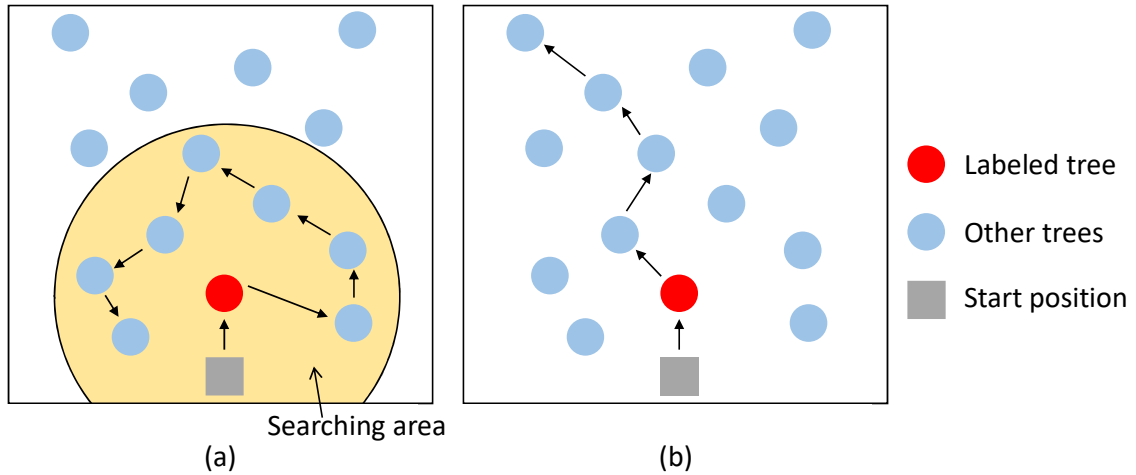 Labeled tree
Other trees
Start position
Searching area
(a)
(b)